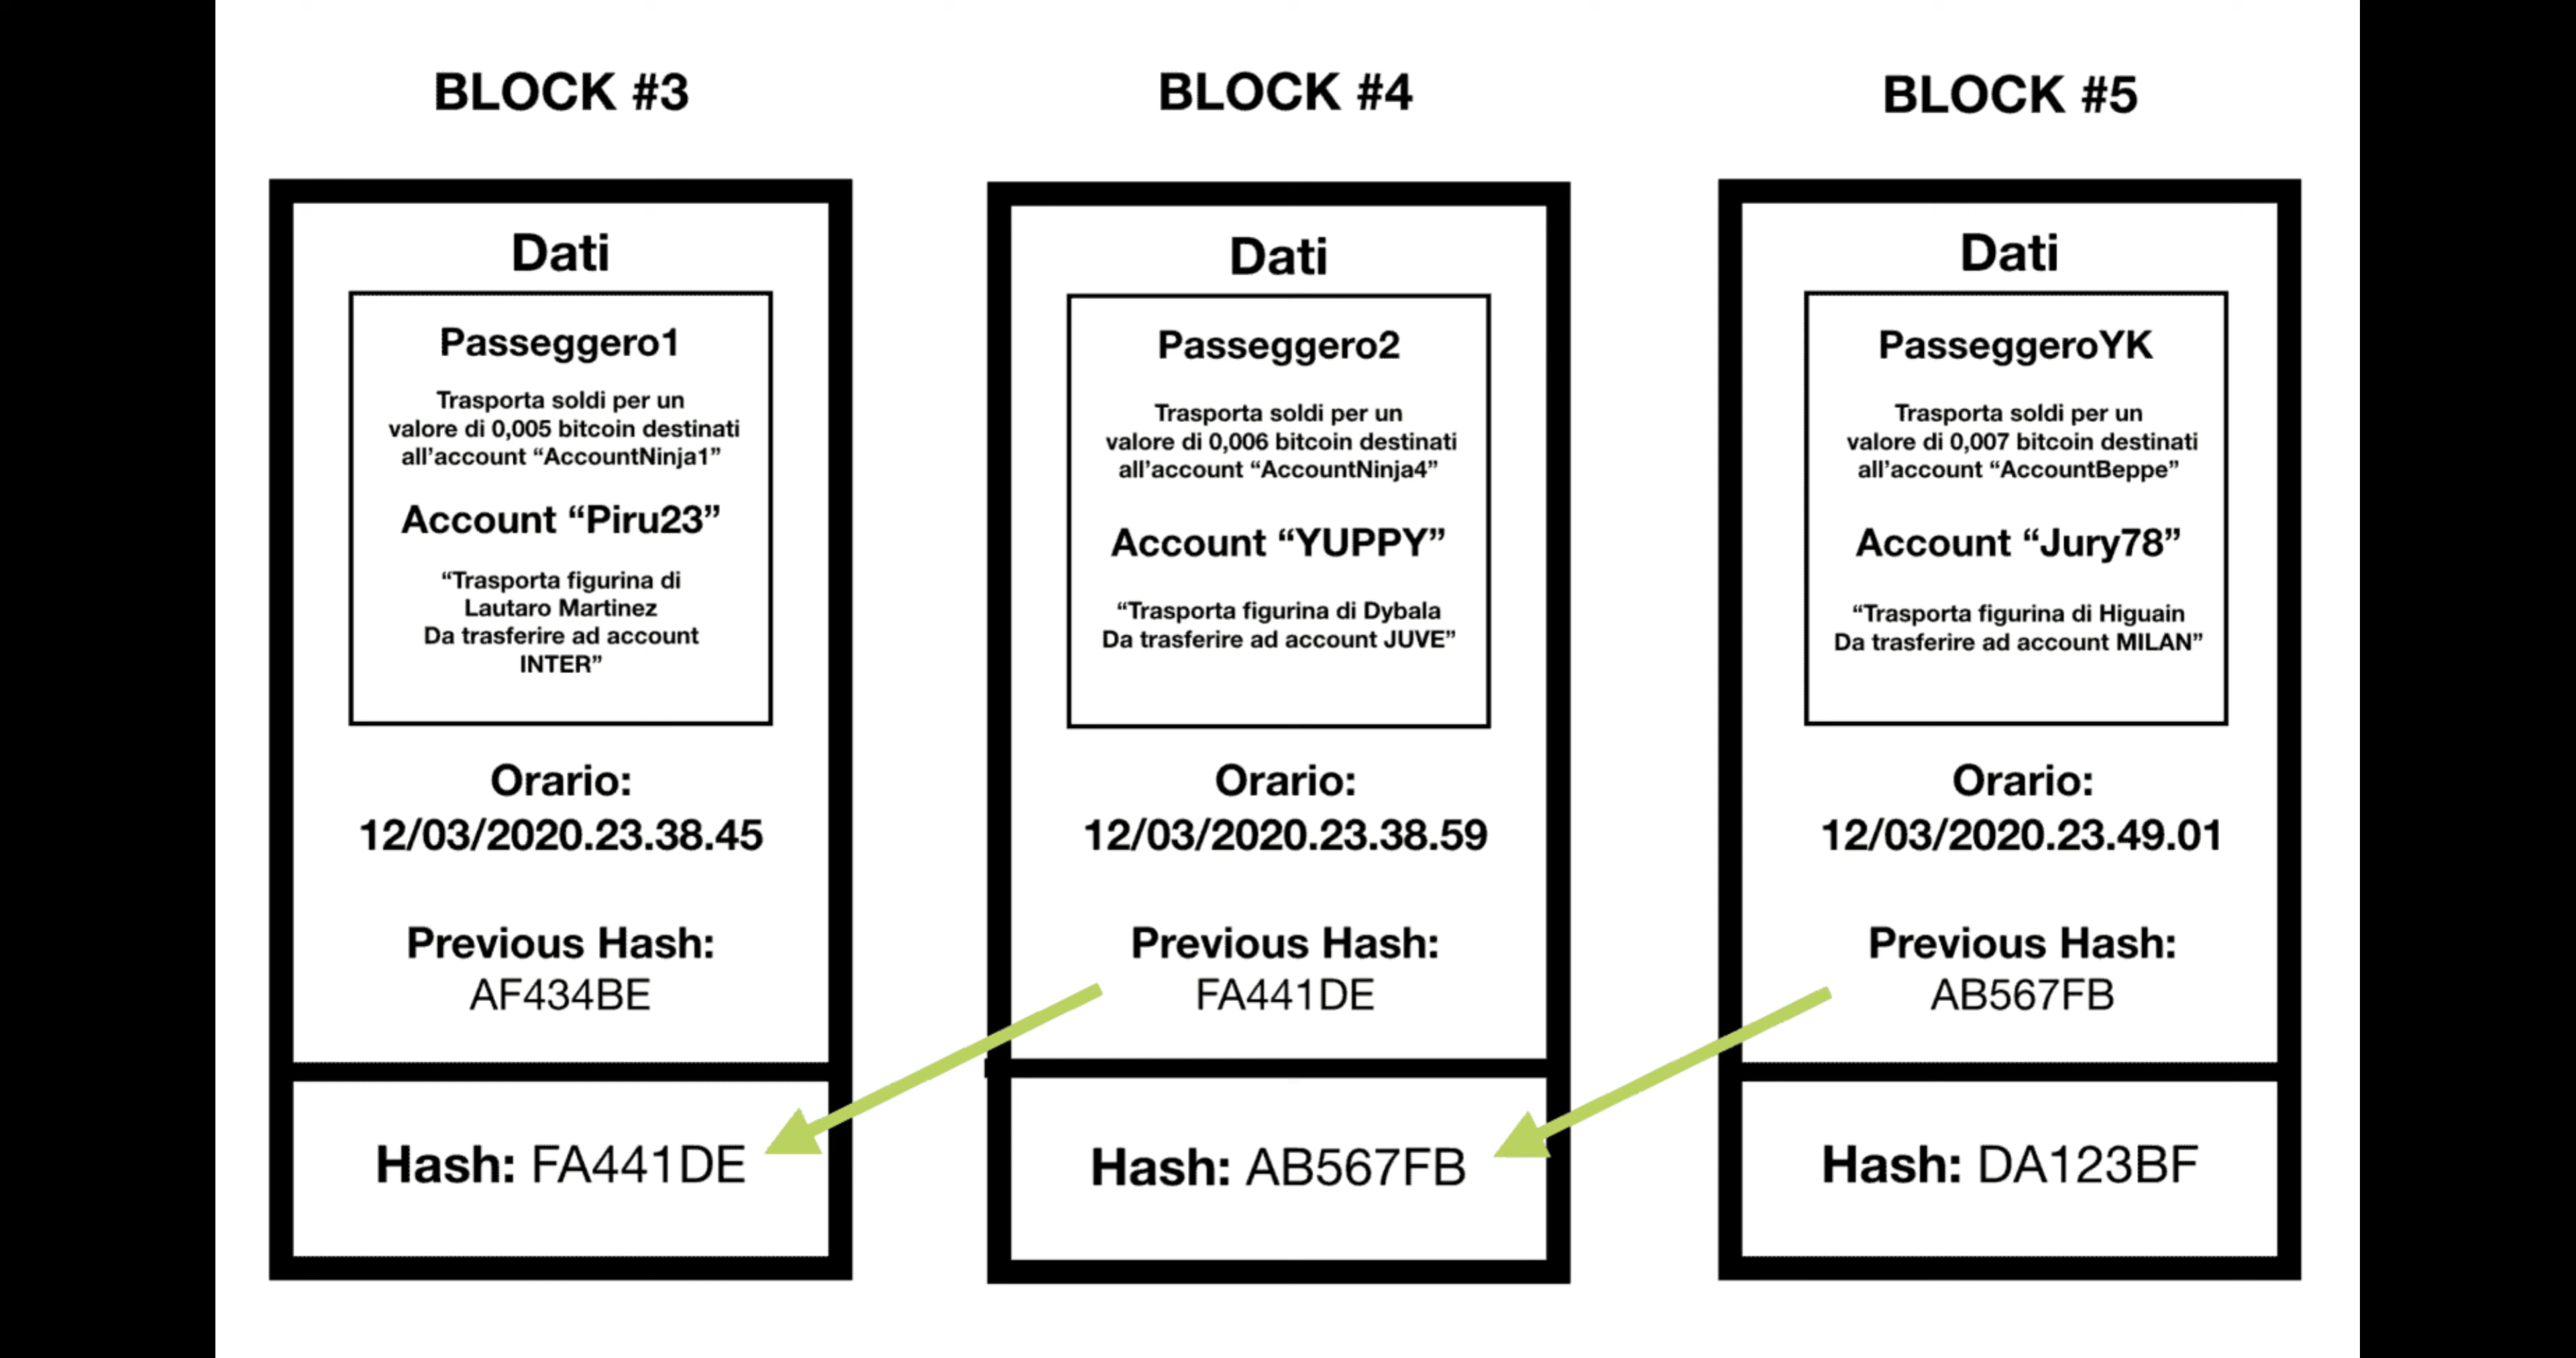 BLOCK #3
Dati
Passeggero1
Trasporta soldi per un
valore di 0,005 bitcoin destinati
all'account “AccountNinja1”
Account “Piru23”
“Trasporta figurina di
Lautaro Martinez
Da trasferire ad account
INTER”
Orario:
12/03/2020.23.38.45
Previous Hash:
AF434BE
Hash: FA441DE
BLOCK #4
Dati
Passeggero2
Trasporta soldi per un
valore di 0,006 bitcoin destinati
all'account “AccountNinja4”
Account “YUPPY”
“Trasporta figurina di Dybala
Da trasferire ad account JUVE”
Orario:
12/03/2020.23.38.59
Previous Hash:
FA441DE
Hash: AB567FB
BLOCK #5
Dati
PasseggeroYK
Trasporta soldi per un
valore di 0,007 bitcoin destinati
all'account “AccountBeppe”
Account “Jury78”
“Trasporta figurina di Higuain
Da trasferire ad account MILAN”
Orario:
12/03/2020.23.49.01
Previous Hash:
AB567FB
Hash: DA123BF